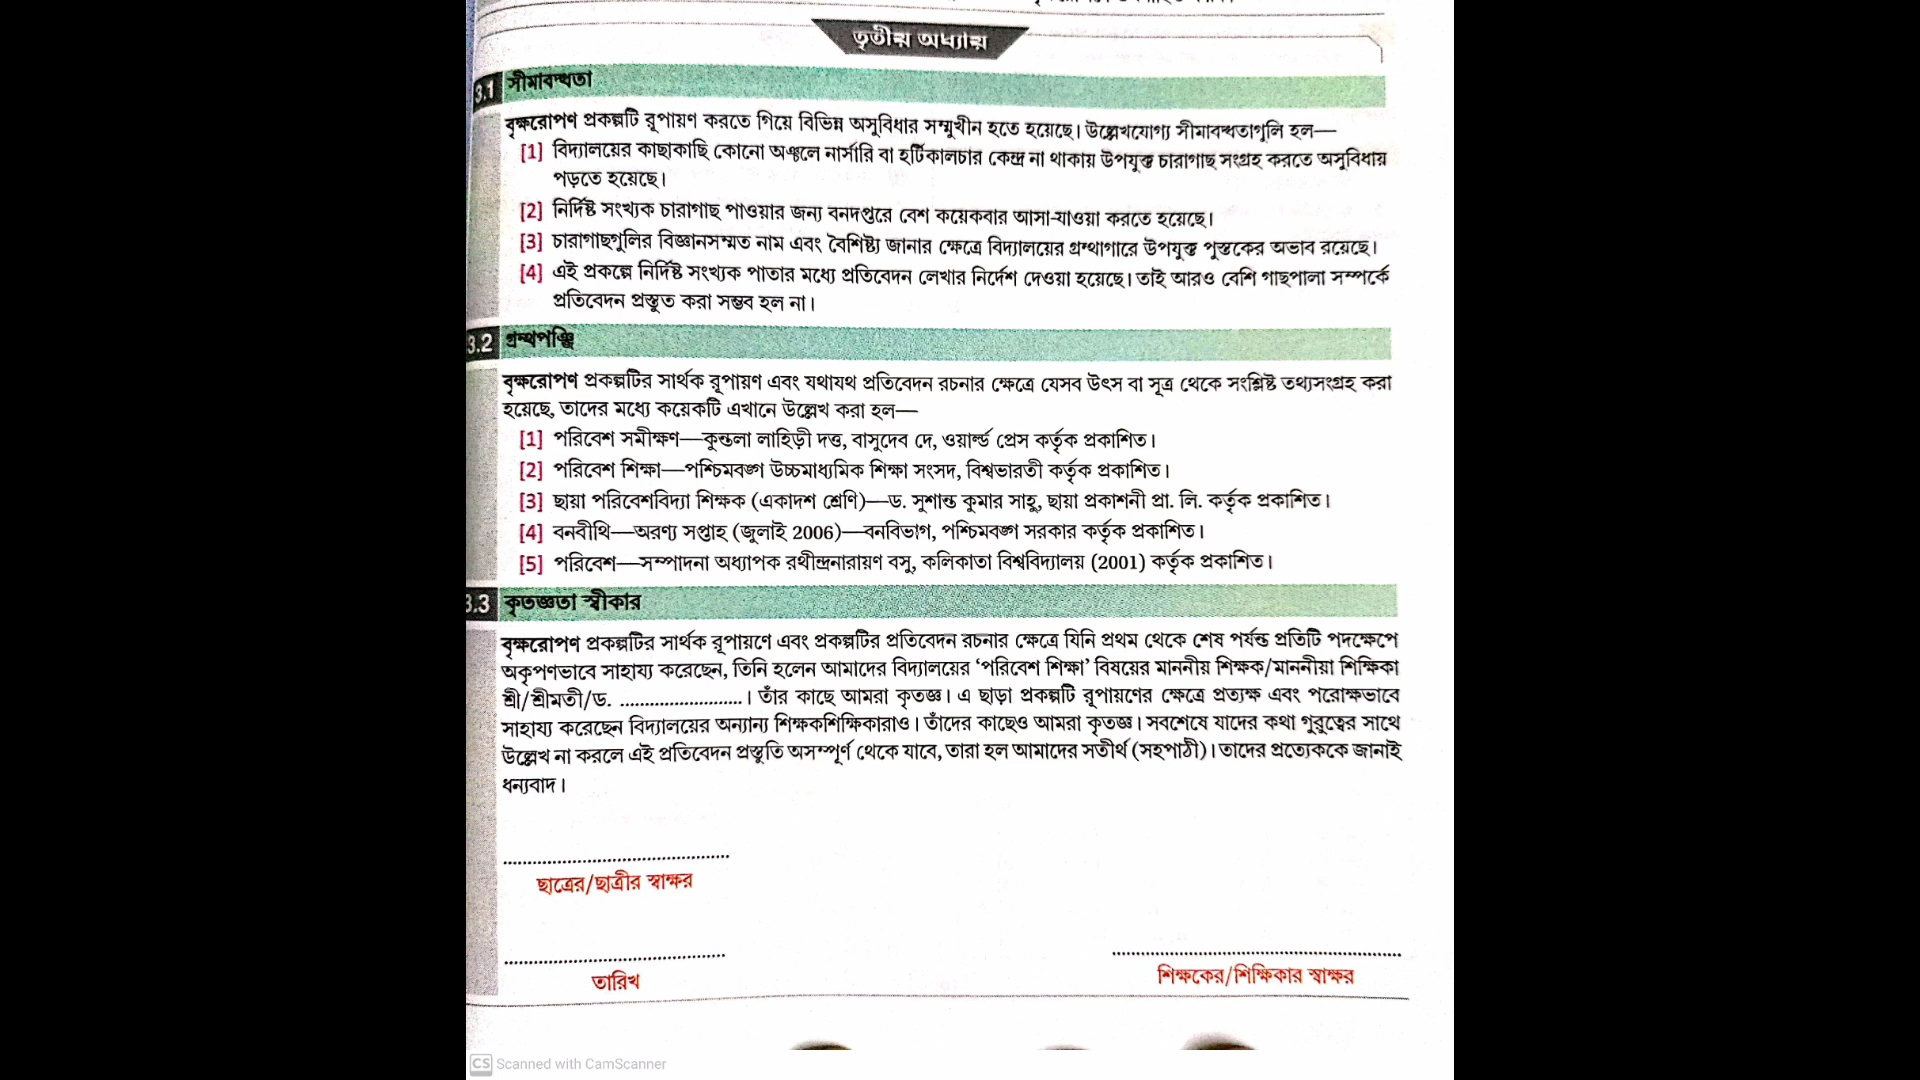 তৃতীয় অধ্যায়
3.1 সীমাবদ্ধতা
বৃক্ষরোপণ প্রকল্পটি রূপায়ণ করতে গিয়ে বিভিন্ন অসুবিধার সম্মুখীন হতে হয়েছে। উল্লেখযোগ্য সীমাবদ্ধতাগুলি হল—
[1] বিদ্যালয়ের কাছাকাছি কোনো অঞ্চলে নার্সারি বা হর্টিকালচার কেন্দ্র না থাকায় উপযুক্ত চারাগাছ সংগ্রহ করতে অসুবিধায়
পড়তে হয়েছে।
[2] নির্দিষ্ট সংখ্যক চারাগাছ পাওয়ার জন্য বনদপ্তরে বেশ কয়েকবার আসা-যাওয়া করতে হয়েছে।
[3] চারাগাছগুলির বিজ্ঞানসম্মত নাম এবং বৈশিষ্ট্য জানার ক্ষেত্রে বিদ্যালয়ের গ্রন্থাগারে উপযুক্ত পুস্তকের অভাব রয়েছে।
[4] এই প্রকল্পে নির্দিষ্ট সংখ্যক পাতার মধ্যে প্রতিবেদন লেখার নির্দেশ দেওয়া হয়েছে। তাই আরও বেশি গাছপালা সম্পর্কে
প্রতিবেদন প্রস্তুত করা সম্ভব হল না।
3.2 গ্রন্থপঞ্জি
বৃক্ষরোপণ প্রকল্পটির সার্থক রূপায়ণ এবং যথাযথ প্রতিবেদন রচনার ক্ষেত্রে যেসব উৎস বা সূত্র থেকে সংশ্লিষ্ট তথ্যসংগ্রহ করা
হয়েছে, তাদের মধ্যে কয়েকটি এখানে উল্লেখ করা হল—
[1] পরিবেশ সমীক্ষণ—কুন্তলা লাহিড়ী দত্ত, বাসুদেব দে, ওয়ার্ল্ড প্রেস কর্তৃক প্রকাশিত।
[2] পরিবেশ শিক্ষা—পশ্চিমবঙ্গ উচ্চমাধ্যমিক শিক্ষা সংসদ, বিশ্বভারতী কর্তৃক প্রকাশিত।
[3] ছায়া পরিবেশবিদ্যা শিক্ষক (একাদশ শ্রেণি)—ড. সুশান্ত কুমার সাহু, ছায়া প্রকাশনী প্রা. লি. কর্তৃক প্রকাশিত।
[4] বনবীথি—অরণ্য সপ্তাহ (জুলাই 2006)—বনবিভাগ, পশ্চিমবঙ্গ সরকার কর্তৃক প্রকাশিত।
[5] পরিবেশ—সম্পাদনা অধ্যাপক রথীন্দ্রনারায়ণ বসু, কলিকাতা বিশ্ববিদ্যালয় (2001) কর্তৃক প্রকাশিত।
3.3 কৃতজ্ঞতা স্বীকার
বৃক্ষরোপণ প্রকল্পটির সার্থক রূপায়ণে এবং প্রকল্পটির প্রতিবেদন রচনার ক্ষেত্রে যিনি প্রথম থেকে শেষ পর্যন্ত প্রতিটি পদক্ষেপে
অকৃপণভাবে সাহায্য করেছেন, তিনি হলেন আমাদের বিদ্যালয়ের ‘পরিবেশ শিক্ষা’ বিষয়ের মাননীয় শিক্ষক/মাননীয়া শিক্ষিকা
শ্রী/শ্রীমতী/ড. .......................... । তাঁর কাছে আমরা কৃতজ্ঞ। এ ছাড়া প্রকল্পটি রূপায়ণের ক্ষেত্রে প্রত্যক্ষ এবং পরোক্ষভাবে
সাহায্য করেছেন বিদ্যালয়ের অন্যান্য শিক্ষকশিক্ষিকারাও। তাঁদের কাছেও আমরা কৃতজ্ঞ। সবশেষে যাদের কথা গুরুত্বের সাথে
উল্লেখ না করলে এই প্রতিবেদন প্রস্তুতি অসম্পূর্ণ থেকে যাবে, তারা হল আমাদের সতীর্থ (সহপাঠী)। তাদের প্রত্যেককে জানাই
ধন্যবাদ।
ছাত্রের/ছাত্রীর স্বাক্ষর
তারিখ
শিক্ষকের/শিক্ষিকার স্বাক্ষর
CS Scanned with CamScanner